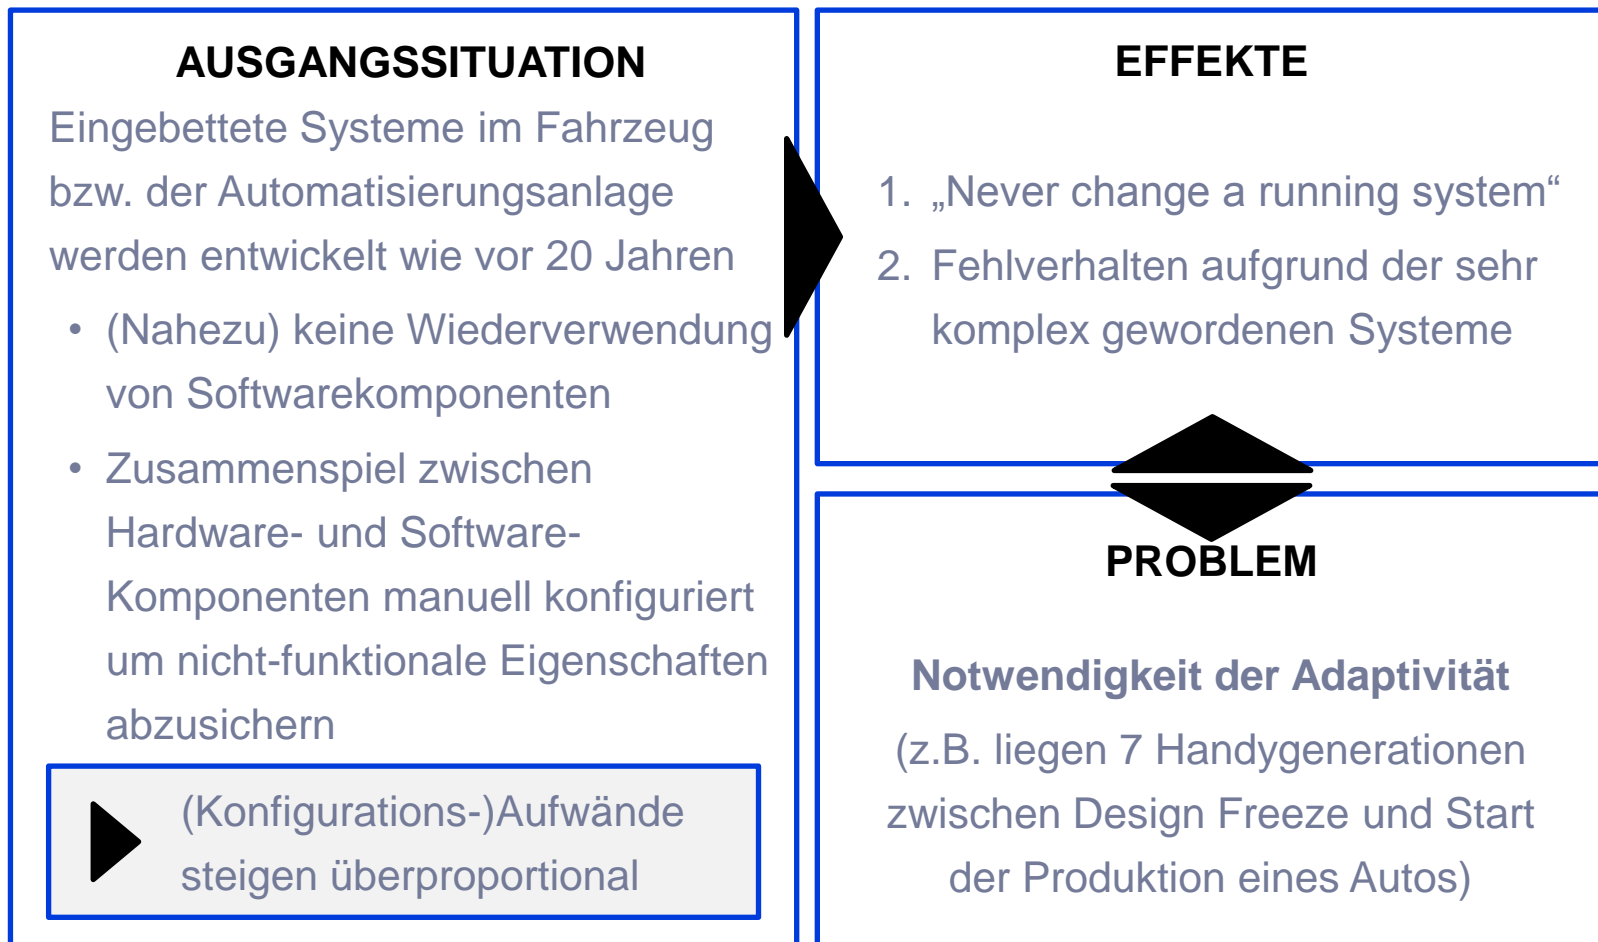 AUSGANGSSITUATION
Eingebettete Systeme im Fahrzeug
bzw. der Automatisierungsanlage
werden entwickelt wie vor 20 Jahren
• (Nahezu) keine Wiederverwendung
von Softwarekomponenten
• Zusammenspiel zwischen
Hardware- und Software-
Komponenten manuell konfiguriert
um nicht-funktionale Eigenschaften
abzusichern
(Konfigurations-)Aufwände
steigen überproportional
EFFEKTE
1. „Never change a running system“
2. Fehlverhalten aufgrund der sehr
komplex gewordenen Systeme
PROBLEM
Notwendigkeit der Adaptivität
(z.B. liegen 7 Handygenerationen
zwischen Design Freeze und Start
der Produktion eines Autos)